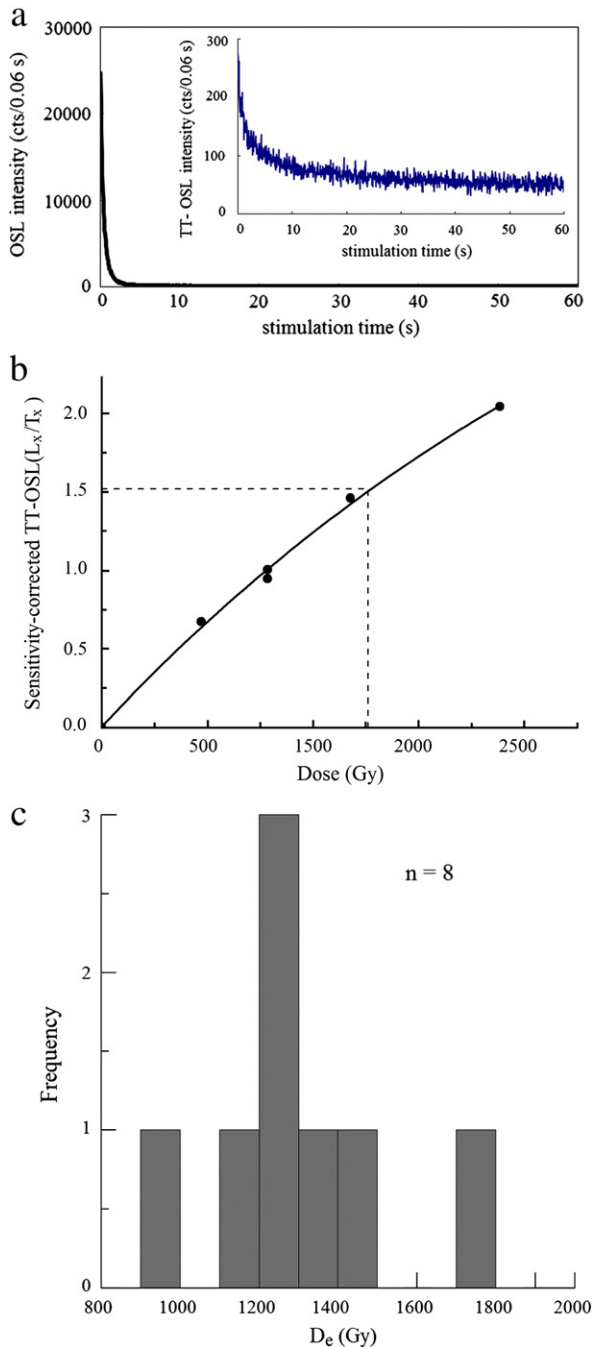 a
30000
20000
10000
0
OSL intensity (cts/0.06 s)
0 10 20 30 40 50 60
stimulation time (s)
300
200
100
0
TT- OSL intensity (cts/0.06 s)
0 10 20 30 40 50 60
stimulation time (s)
b
2.0
1.5
1.0
0.5
0.0
Sensitivity-corrected TT-OSL(Lx/Tx)
0 500 1500 2000 2500
Dose (Gy)
c
n = 8
3
2
1
0
Frequency
800 1000 1200 1400 1600 1800 2000
De (Gy)